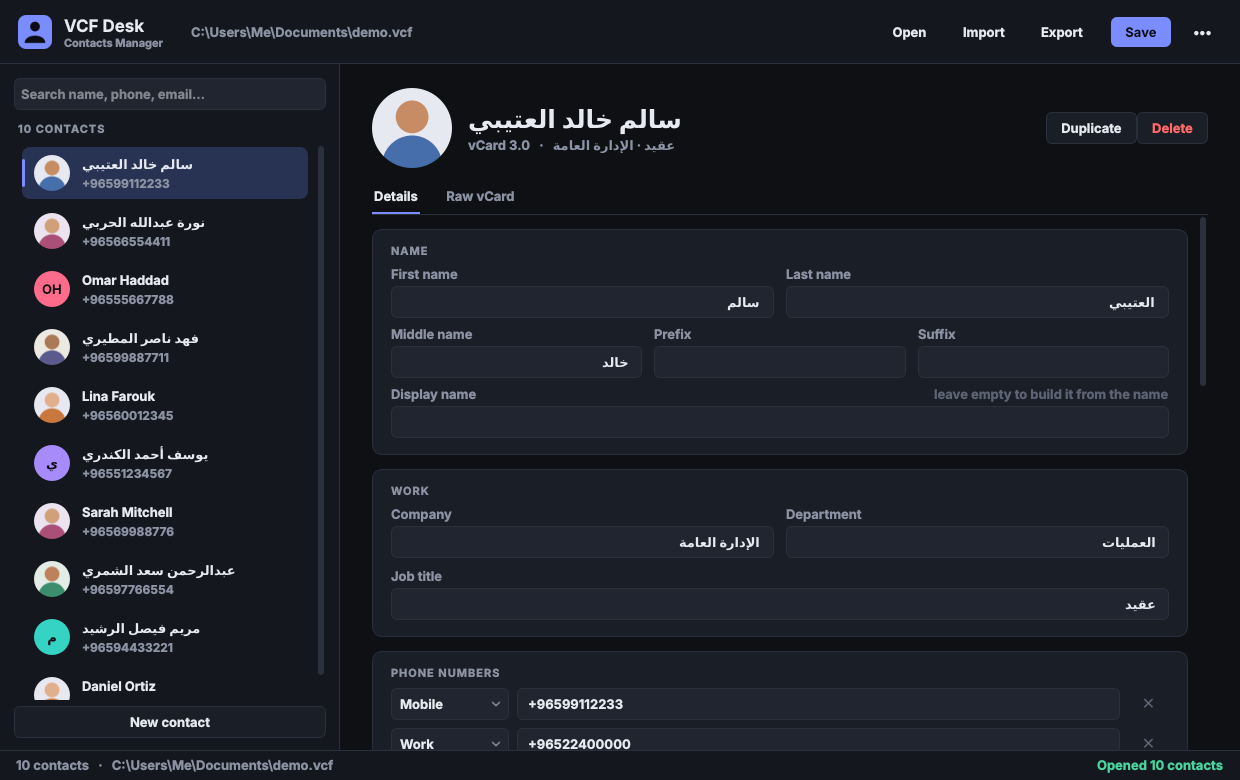 VCF Desk
Contacts Manager
C:\Users\Me\Documents\demo.vcf
Open
Import
Export
Save
•••
Search name, phone, email...
10 CONTACTS
سالم خالد العتيبي
+96599112233
نورة عبدالله الحربي
+96566554411
OH
Omar Haddad
+96555667788
فهد ناصر المطيري
+96599887711
Lina Farouk
+96560012345
ي
يوسف أحمد الكندري
+96551234567
Sarah Mitchell
+96569988776
عبدالرحمن سعد الشمري
+96597766554
م
مريم فيصل الرشيد
+96594433221
Daniel Ortiz
New contact
سالم خالد العتيبي
vCard 3.0 · عقيد · الإدارة العامة
Duplicate
Delete
Details
Raw vCard
NAME
First name
سالم
Last name
العتيبي
Middle name
خالد
Prefix
Suffix
Display name
leave empty to build it from the name
WORK
Company
الإدارة العامة
Department
العمليات
Job title
عقيد
PHONE NUMBERS
Mobile
+96599112233
Work
+96522400000
10 contacts · C:\Users\Me\Documents\demo.vcf
Opened 10 contacts